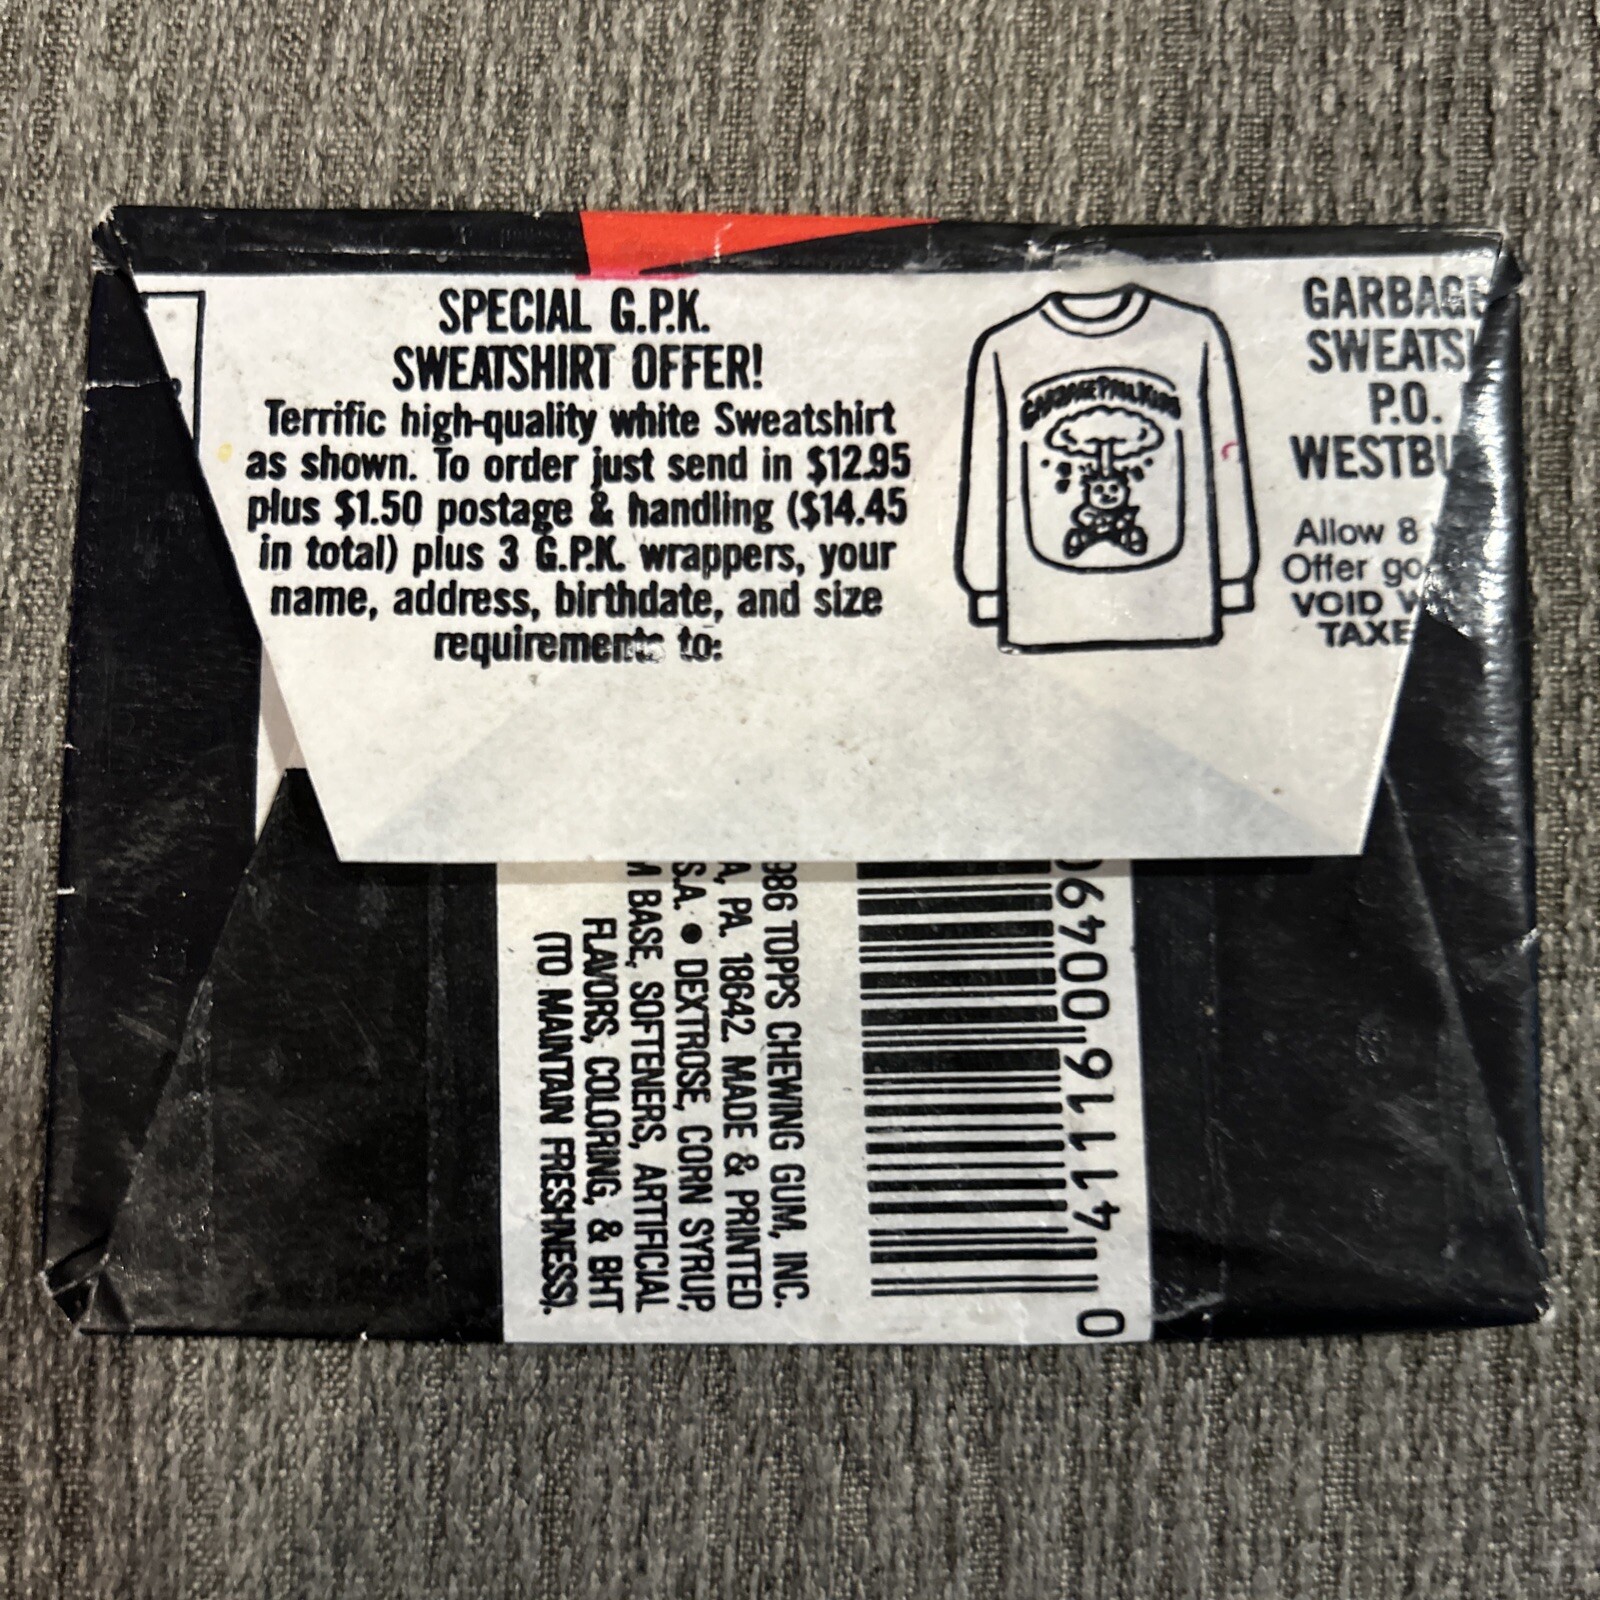 SPECIAL G.P.K.
SWEATSHIRT OFFER!
Terrific high-quality white Sweatshirt
as shown. To order just send in $12.95
plus $1.50 postage & handling ($14.45
in total) plus 3 G.P.K. wrappers, your
name, address, birthdate, and size
requirements to:
GARBAGE PAIL KIDS
GARBAGE
SWEATS
P.O.
WESTBU
Allow 8
Offer go
VOID W
TAXE
986 TOPPS CHEWING GUM, INC.
A, PA. 18642. MADE & PRINTED
S.A. • DEXTROSE, CORN SYRUP,
M BASE, SOFTENERS, ARTIFICIAL
FLAVORS, COLORING, & BHT
(TO MAINTAIN FRESHNESS).
0 41116 00490